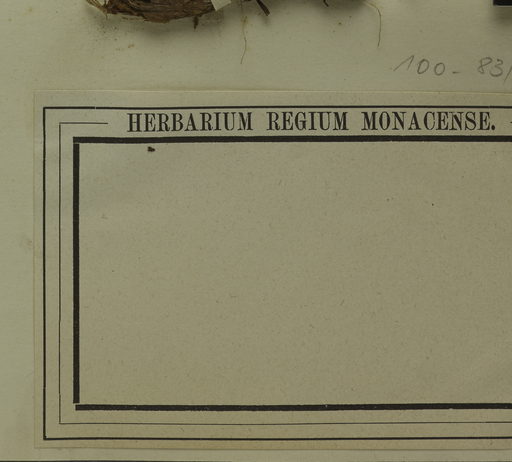 100-83
HERBARIUM REGIUM MONACENSE.